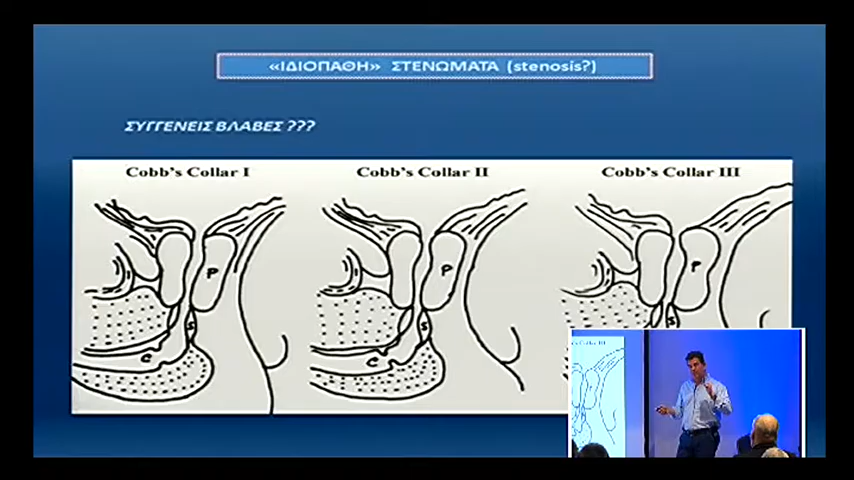 «ΙΔΙΟΠΑΘΗ» ΣΤΕΝΩΜΑΤΑ (stenosis?)
ΣΥΓΓΕΝΕΙΣ ΒΛΑΒΕΣ ???
Cobb's Collar I
Cobb's Collar II
Cobb's Collar III
P
P
P
S
S
S
C
C